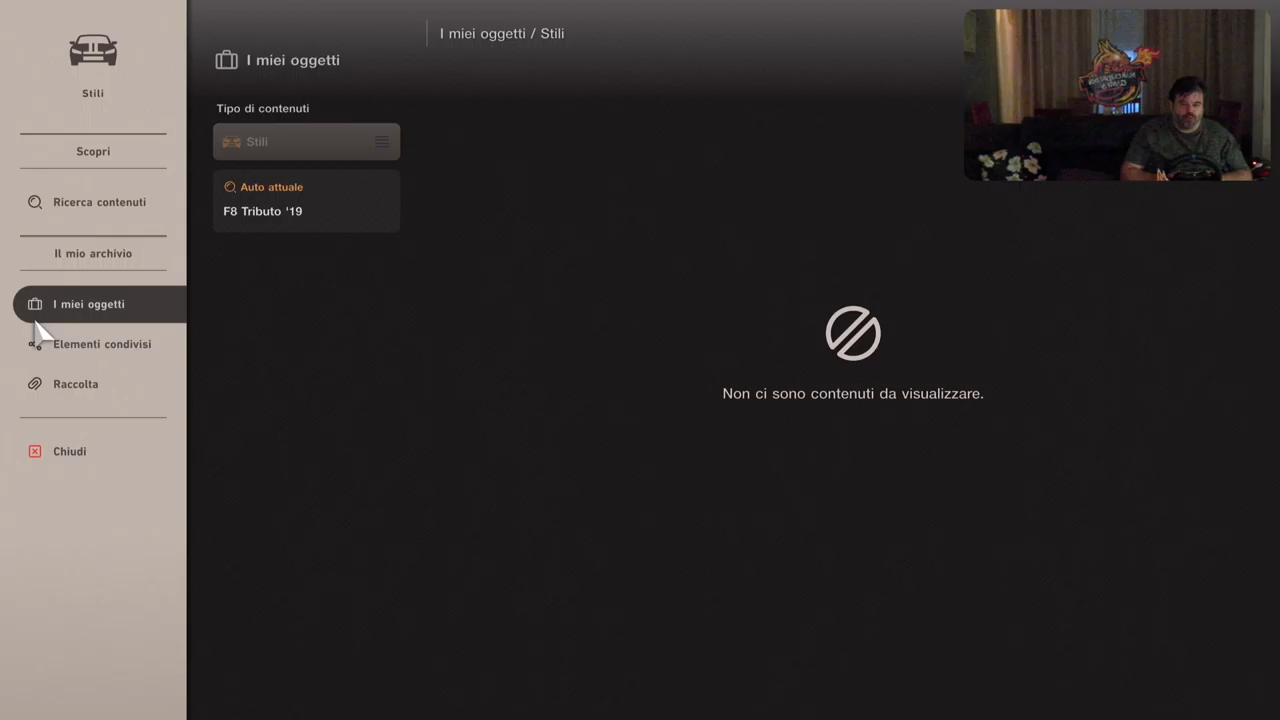 Stili
Scopri
Ricerca contenuti
Il mio archivio
I miei oggetti
Elementi condivisi
Raccolta
Chiudi
I miei oggetti
I miei oggetti / Stili
Tipo di contenuti
Stili
Auto attuale
F8 Tributo '19
Non ci sono contenuti da visualizzare.